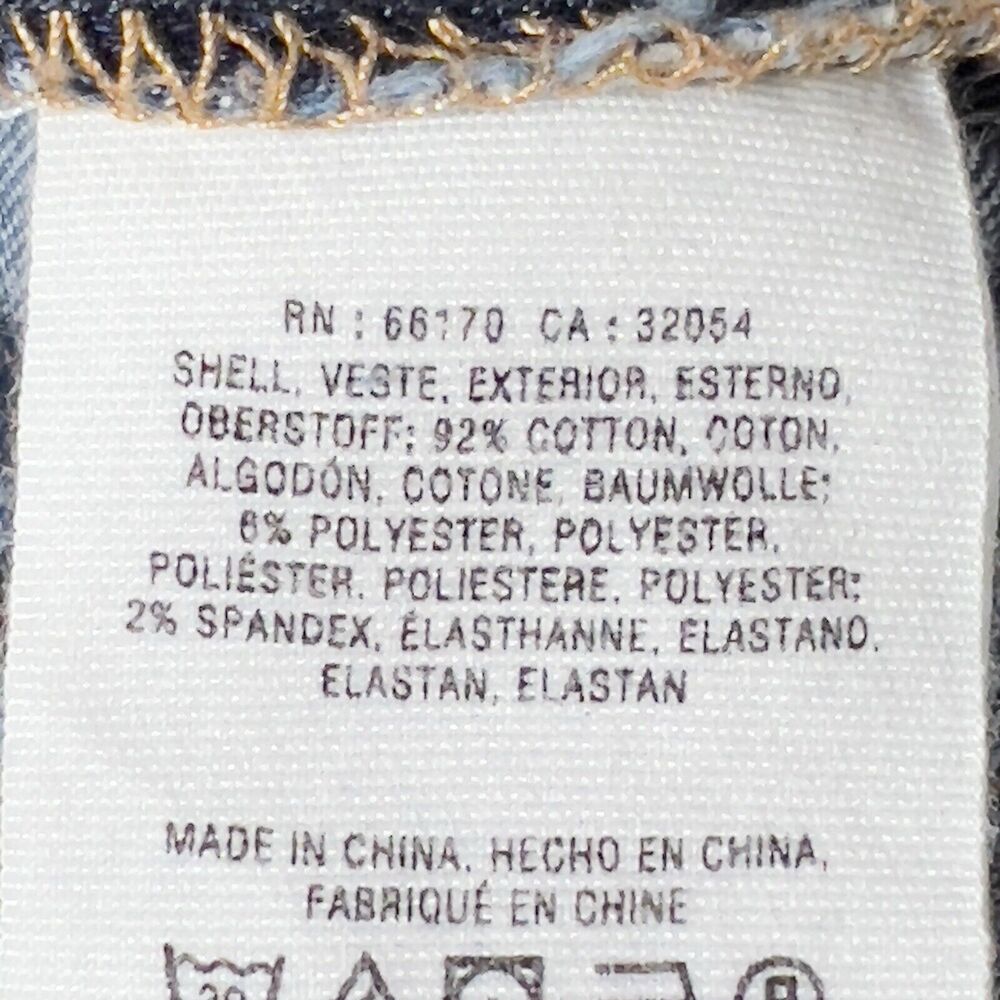 RN : 66170 CA : 32054
SHELL, VESTE, EXTERIOR, ESTERNO,
OBERSTOFF: 92% COTTON, COTON,
ALGODÓN, COTONE, BAUMWOLLE;
6% POLYESTER, POLYESTER,
POLIÉSTER, POLIESTERE, POLYESTER;
2% SPANDEX, ÉLASTHANNE, ELASTANO,
ELASTAN, ELASTAN
MADE IN CHINA, HECHO EN CHINA,
FABRIQUÉ EN CHINE